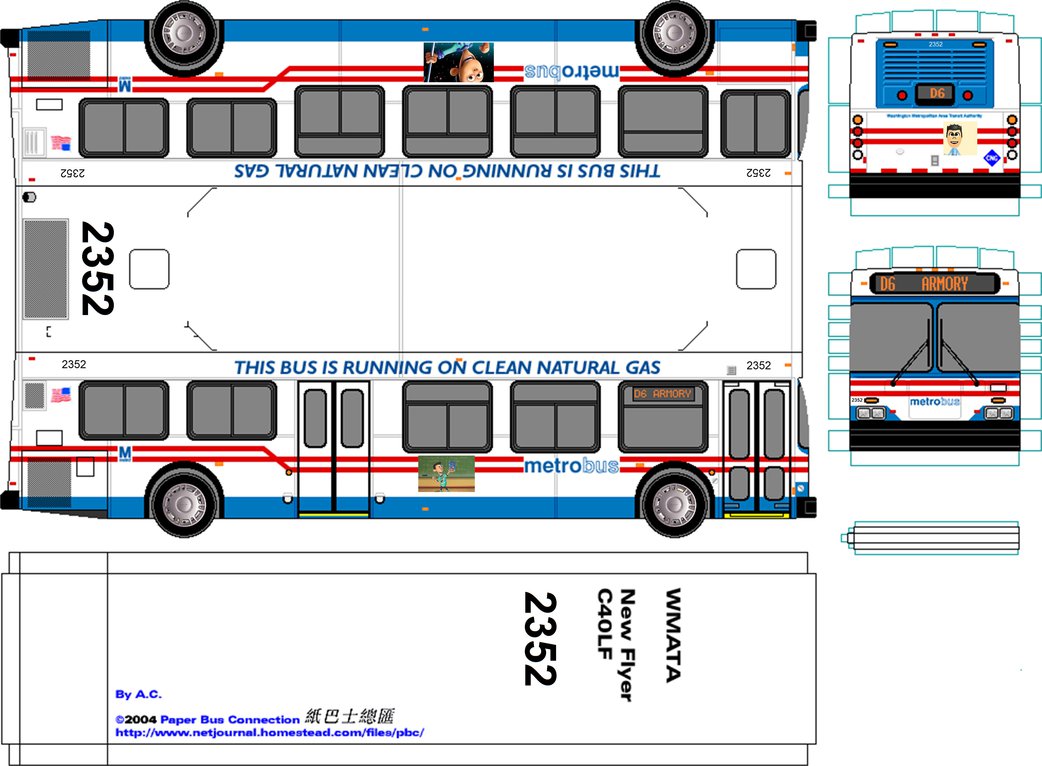 metrobus
M
THIS BUS IS RUNNING ON CLEAN NATURAL GAS
2352
2352
2352
2352
THIS BUS IS RUNNING ON CLEAN NATURAL GAS
2352
D6 ARMORY
M
metrobus
2352
D6
Washington Metropolitan Area Transit Authority
CNG
D6 ARMORY
2352
metrobus
WMATA
New Flyer
C40LF
2352
By A.C.
©2004 Paper Bus Connection 紙巴士總匯
http://www.netjournal.homestead.com/files/pbc/